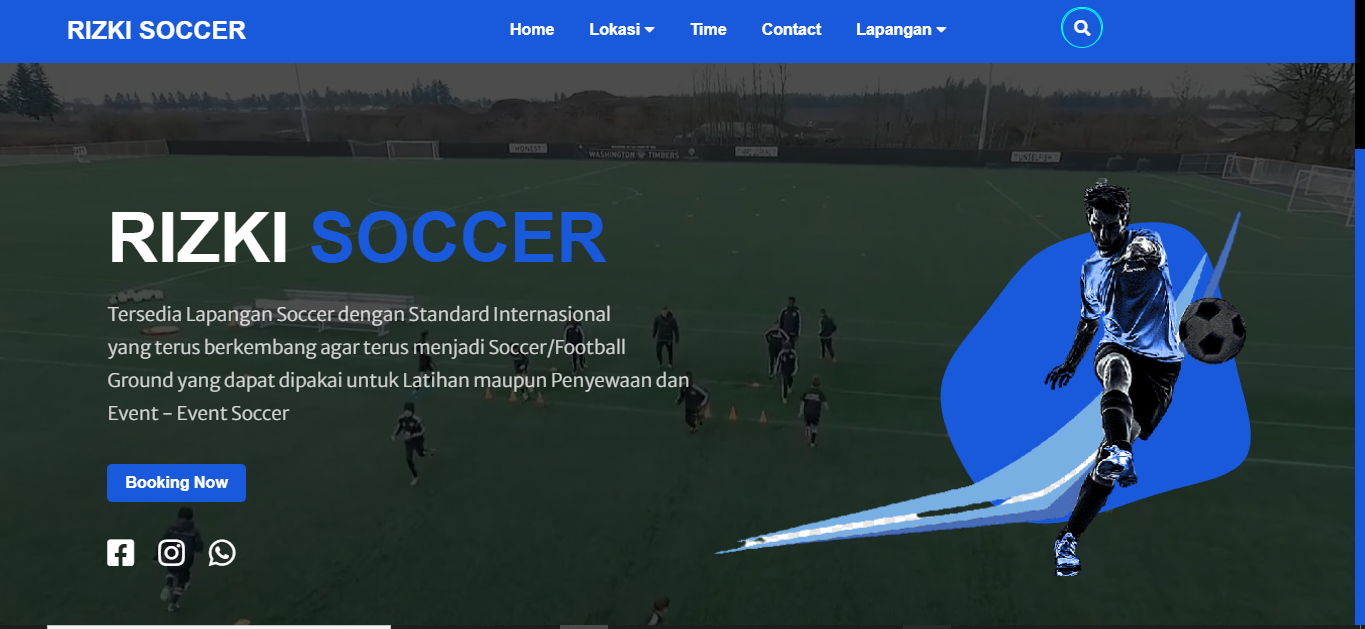 RIZKI SOCCER
Home Lokasi Time Contact Lapangan
HONEST
WASHINGTON TIMBERS
RIZKI SOCCER
Tersedia Lapangan Soccer dengan Standard Internasional
yang terus berkembang agar terus menjadi Soccer/Football
Ground yang dapat dipakai untuk Latihan maupun Penyewaan dan
Event - Event Soccer
Booking Now